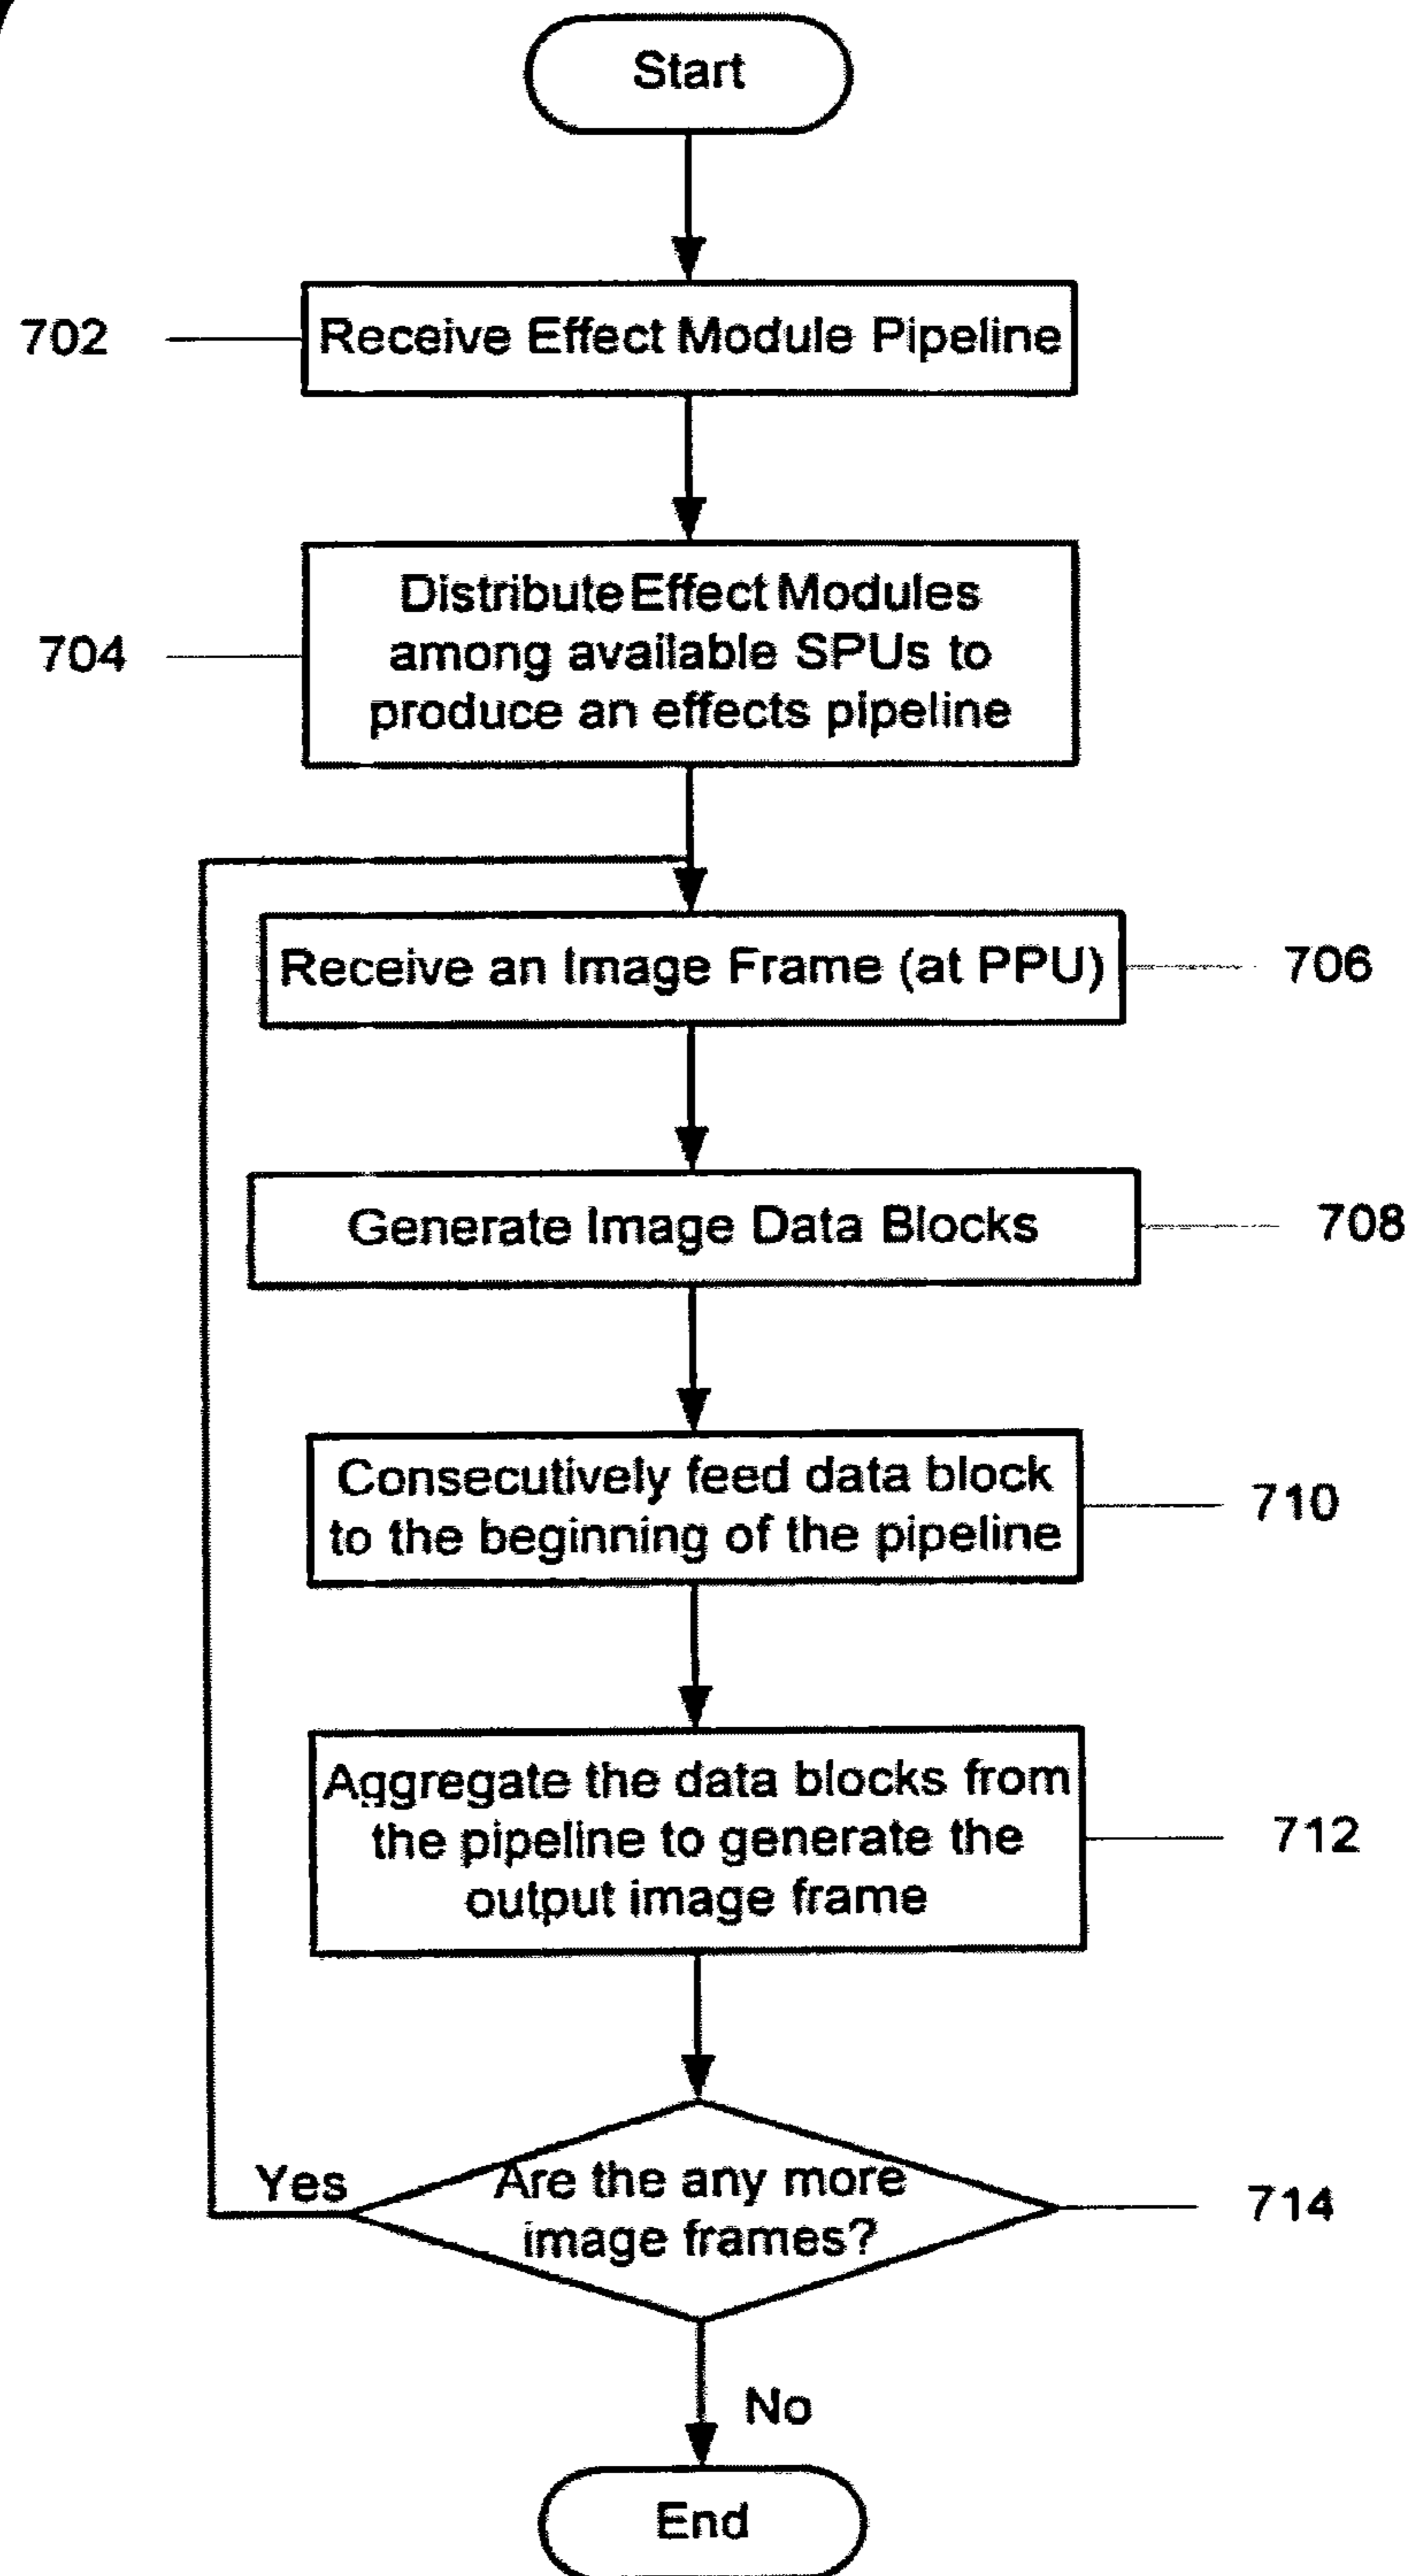 Start
702
Receive Effect Module Pipeline
704
Distribute Effect Modules
among available SPUs to
produce an effects pipeline
Receive an Image Frame (at PPU)
706
Generate Image Data Blocks
708
Consecutively feed data block
to the beginning of the pipeline
710
Aggregate the data blocks from
the pipeline to generate the
output image frame
712
Yes
Are the any more
image frames?
714
No
End